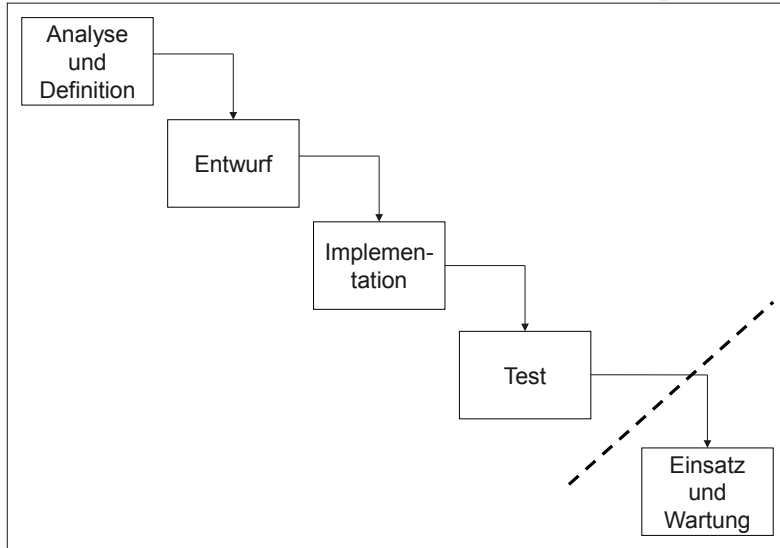 Analyse
und
Definition
Entwurf
Implemen-
tation
Test
Einsatz
und
Wartung